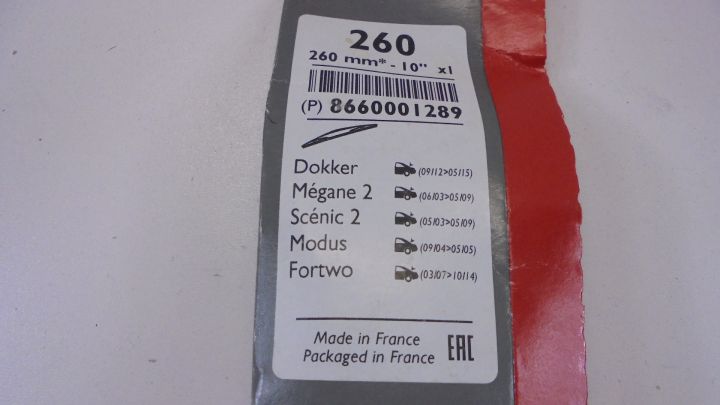 260
260 mm* - 10" x1
(P) 8660001289
Dokker (09/12>05/15)
Mégane 2 (06/03>05/09)
Scénic 2 (05/03>05/09)
Modus (09/04>05/05)
Fortwo (03/07>10/14)
Made in France
Packaged in France EAC